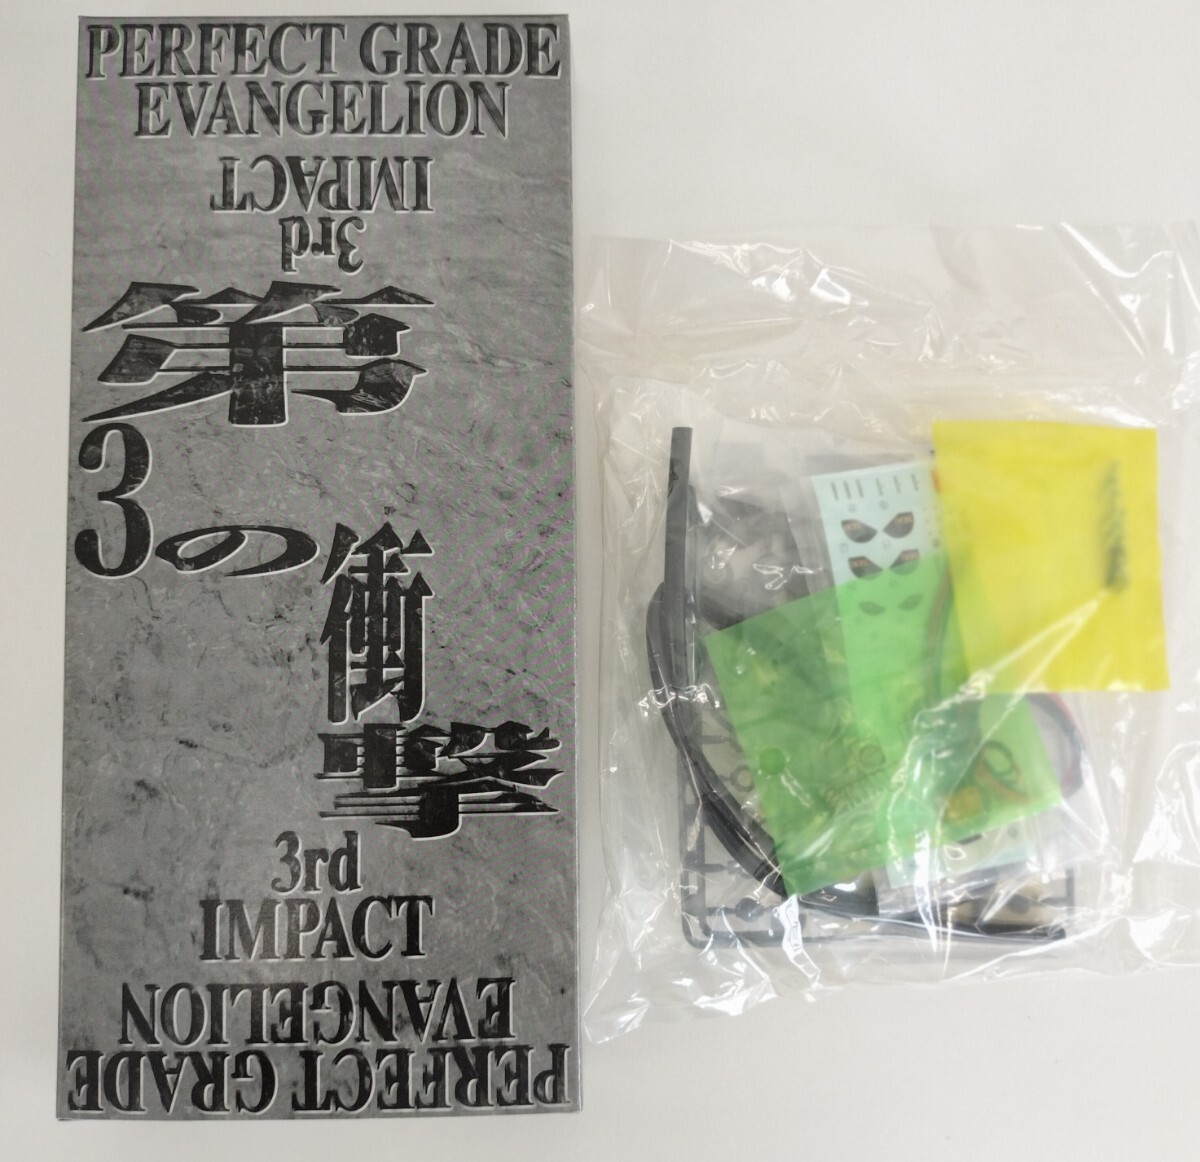 PERFECT GRADE
EVANGELION
3rd
IMPACT
第
3の
衝
撃
3rd
IMPACT
PERFECT GRADE
EVANGELION